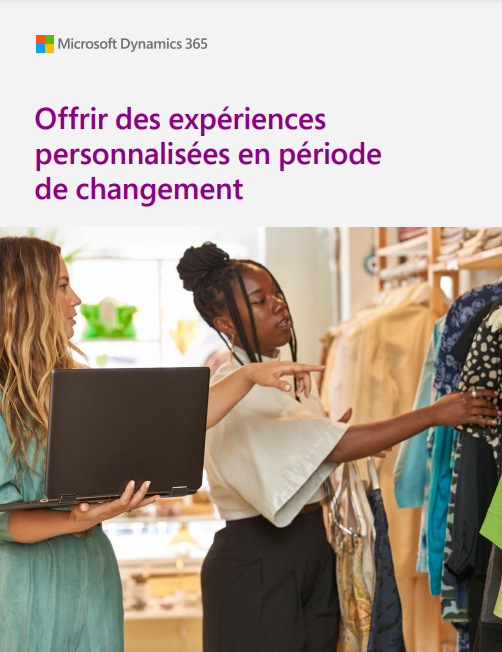 Microsoft Dynamics 365
Offrir des expériences
personnalisées en période
de changement